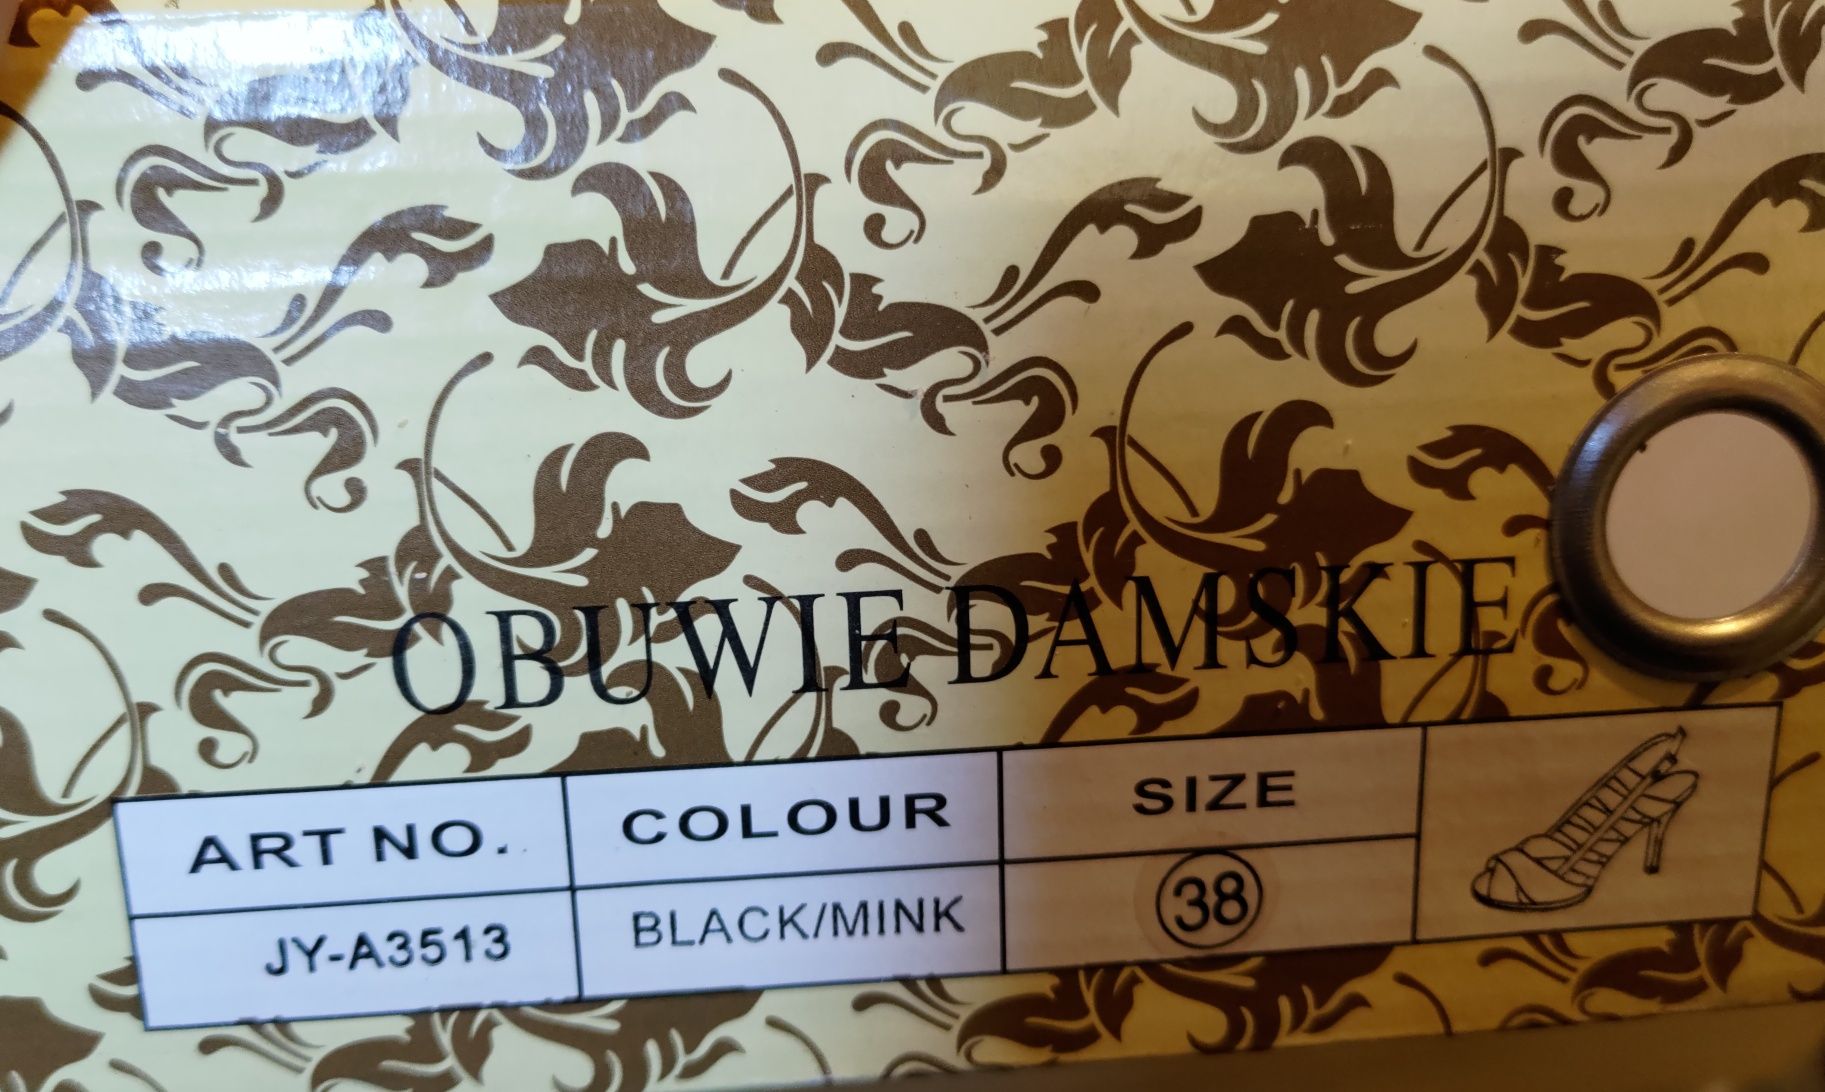 OBUWIE DAMSKIE
ART NO. COLOUR SIZE
JY-A3513 BLACK/MINK 38